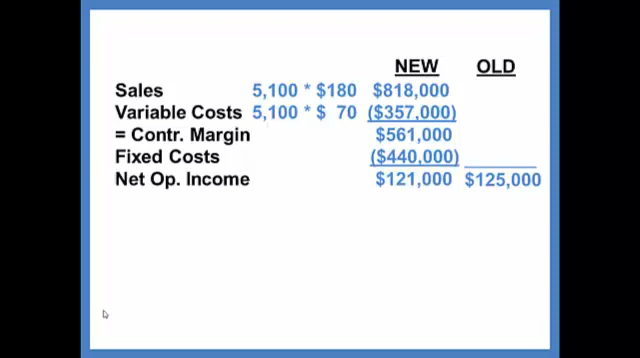 NEW OLD
Sales 5,100 * $180 $818,000
Variable Costs 5,100 * $ 70 ($357,000)
= Contr. Margin $561,000
Fixed Costs ($440,000)
Net Op. Income $121,000 $125,000